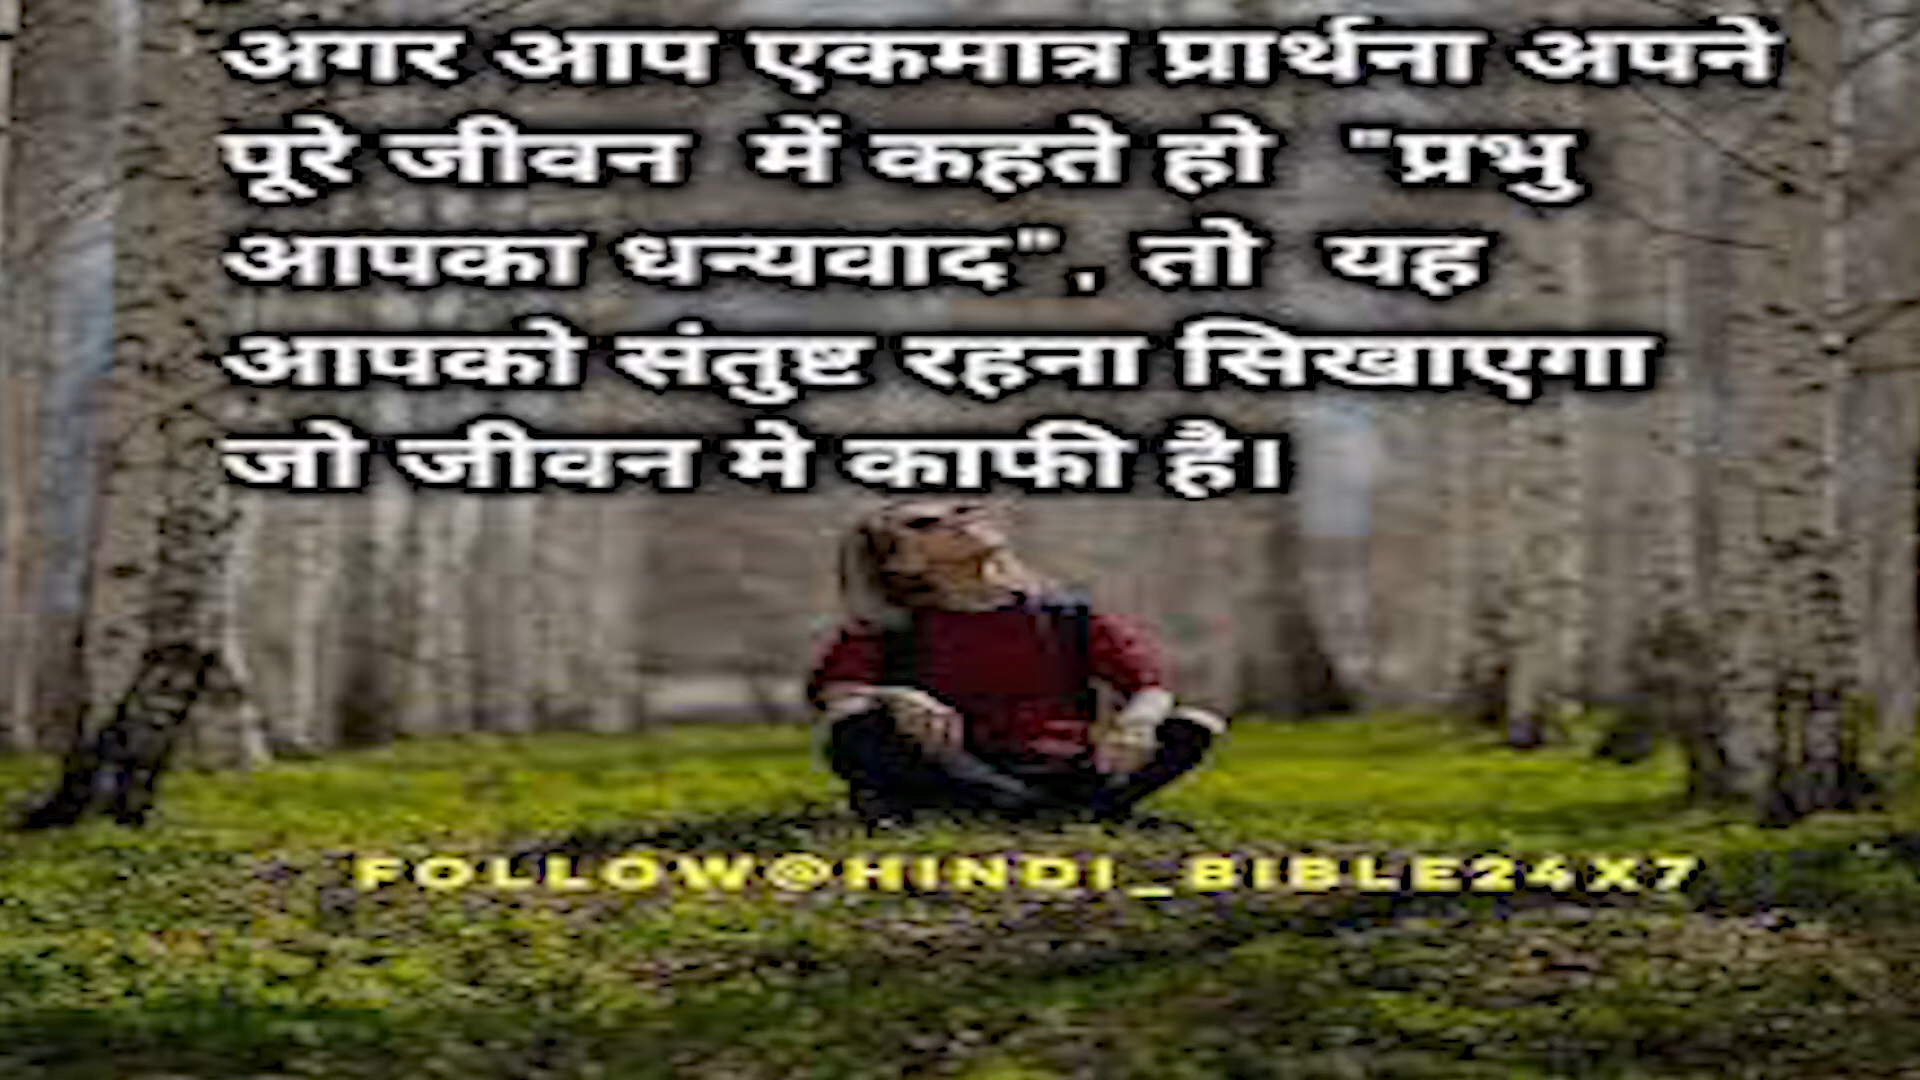 अगर आप एकमात्र प्रार्थना अपने
पूरे जीवन में कहते हो "प्रभु
आपका धन्यवाद", तो यह
आपको संतुष्ट रहना सिखाएगा
जो जीवन मे काफी है।
FOLLOW@HINDI_BIBLE24X7